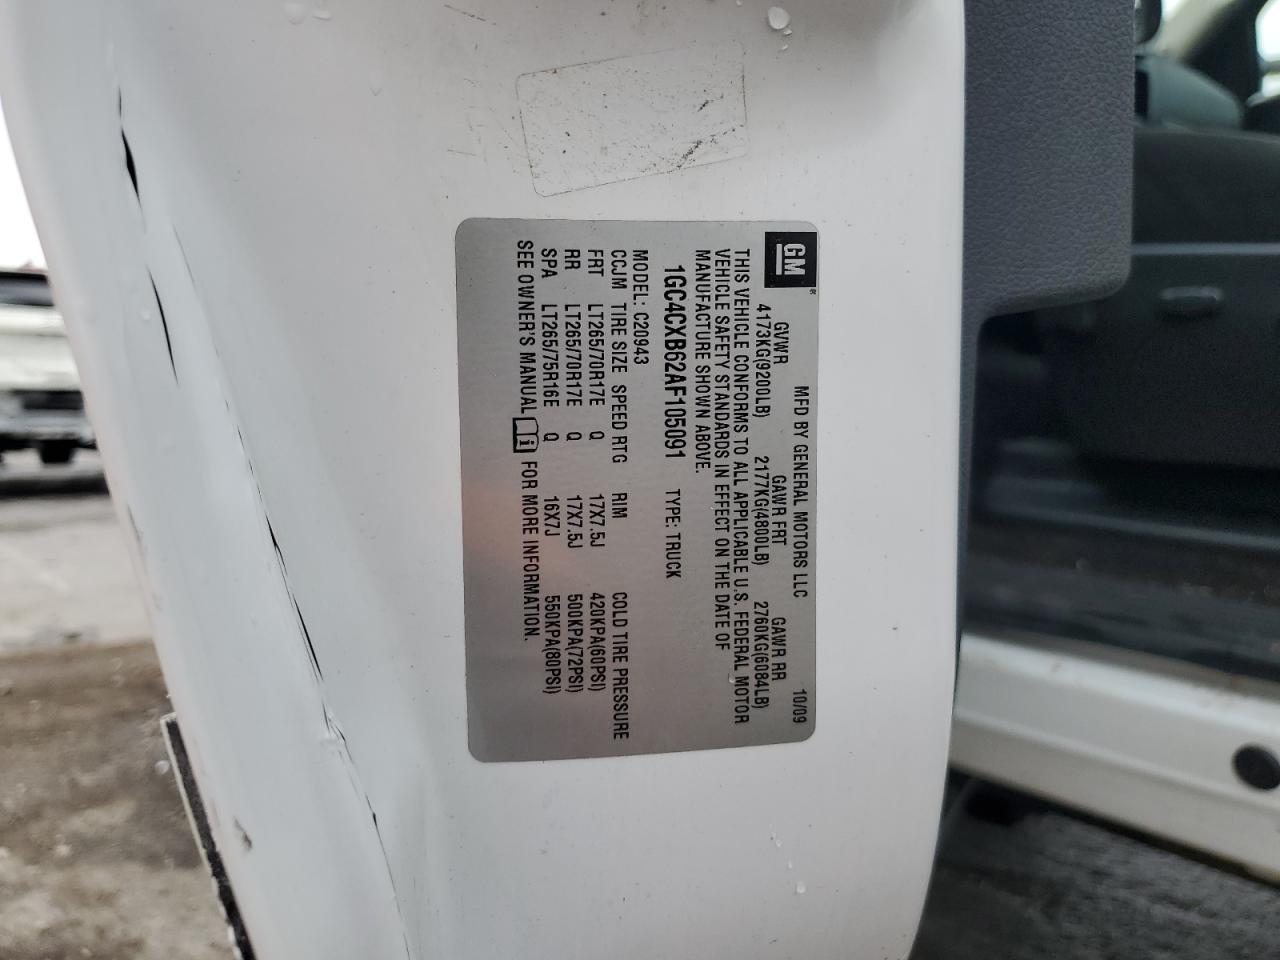 GM®
MFD BY GENERAL MOTORS LLC 10/09
GVWR GAWR FRT GAWR RR
4173KG(9200LB) 2177KG(4800LB) 2760KG(6084LB)
THIS VEHICLE CONFORMS TO ALL APPLICABLE U.S. FEDERAL MOTOR
VEHICLE SAFETY STANDARDS IN EFFECT ON THE DATE OF
MANUFACTURE SHOWN ABOVE.
1GC4CXB62AF105091 TYPE: TRUCK
MODEL: C20943
CCJM TIRE SIZE SPEED RTG RIM COLD TIRE PRESSURE
FRT LT265/70R17E Q 17X7.5J 420KPA(60PSI)
RR LT265/70R17E Q 17X7.5J 500KPA(72PSI)
SPA LT265/75R16E Q 16X7J 550KPA(80PSI)
SEE OWNER'S MANUAL i FOR MORE INFORMATION.